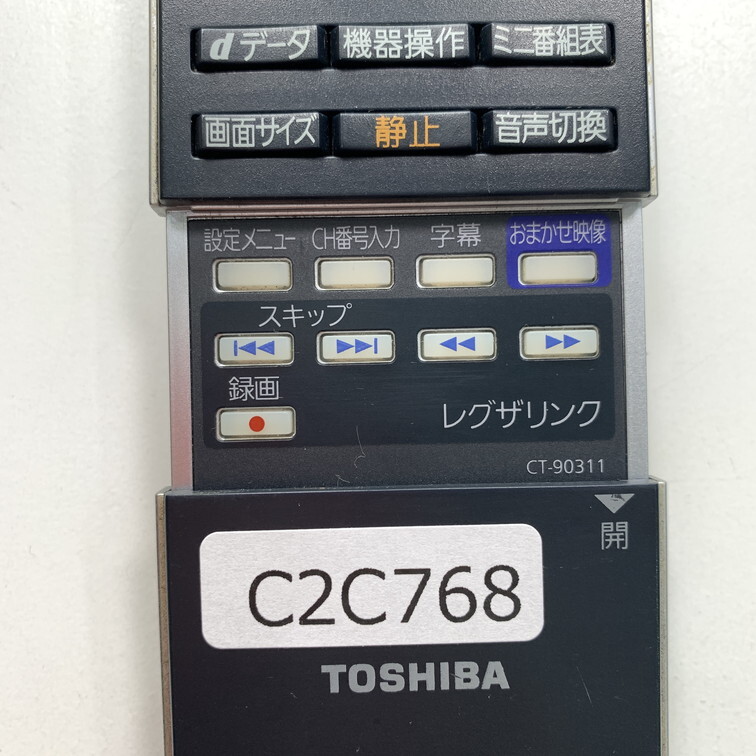 dデータ 機器操作 ミニ番組表
画面サイズ 静止 音声切換
設定メニュー CH番号入力 字幕 おまかせ映像
スキップ
録画
レグザリンク
CT-90311
開
C2C768
TOSHIBA